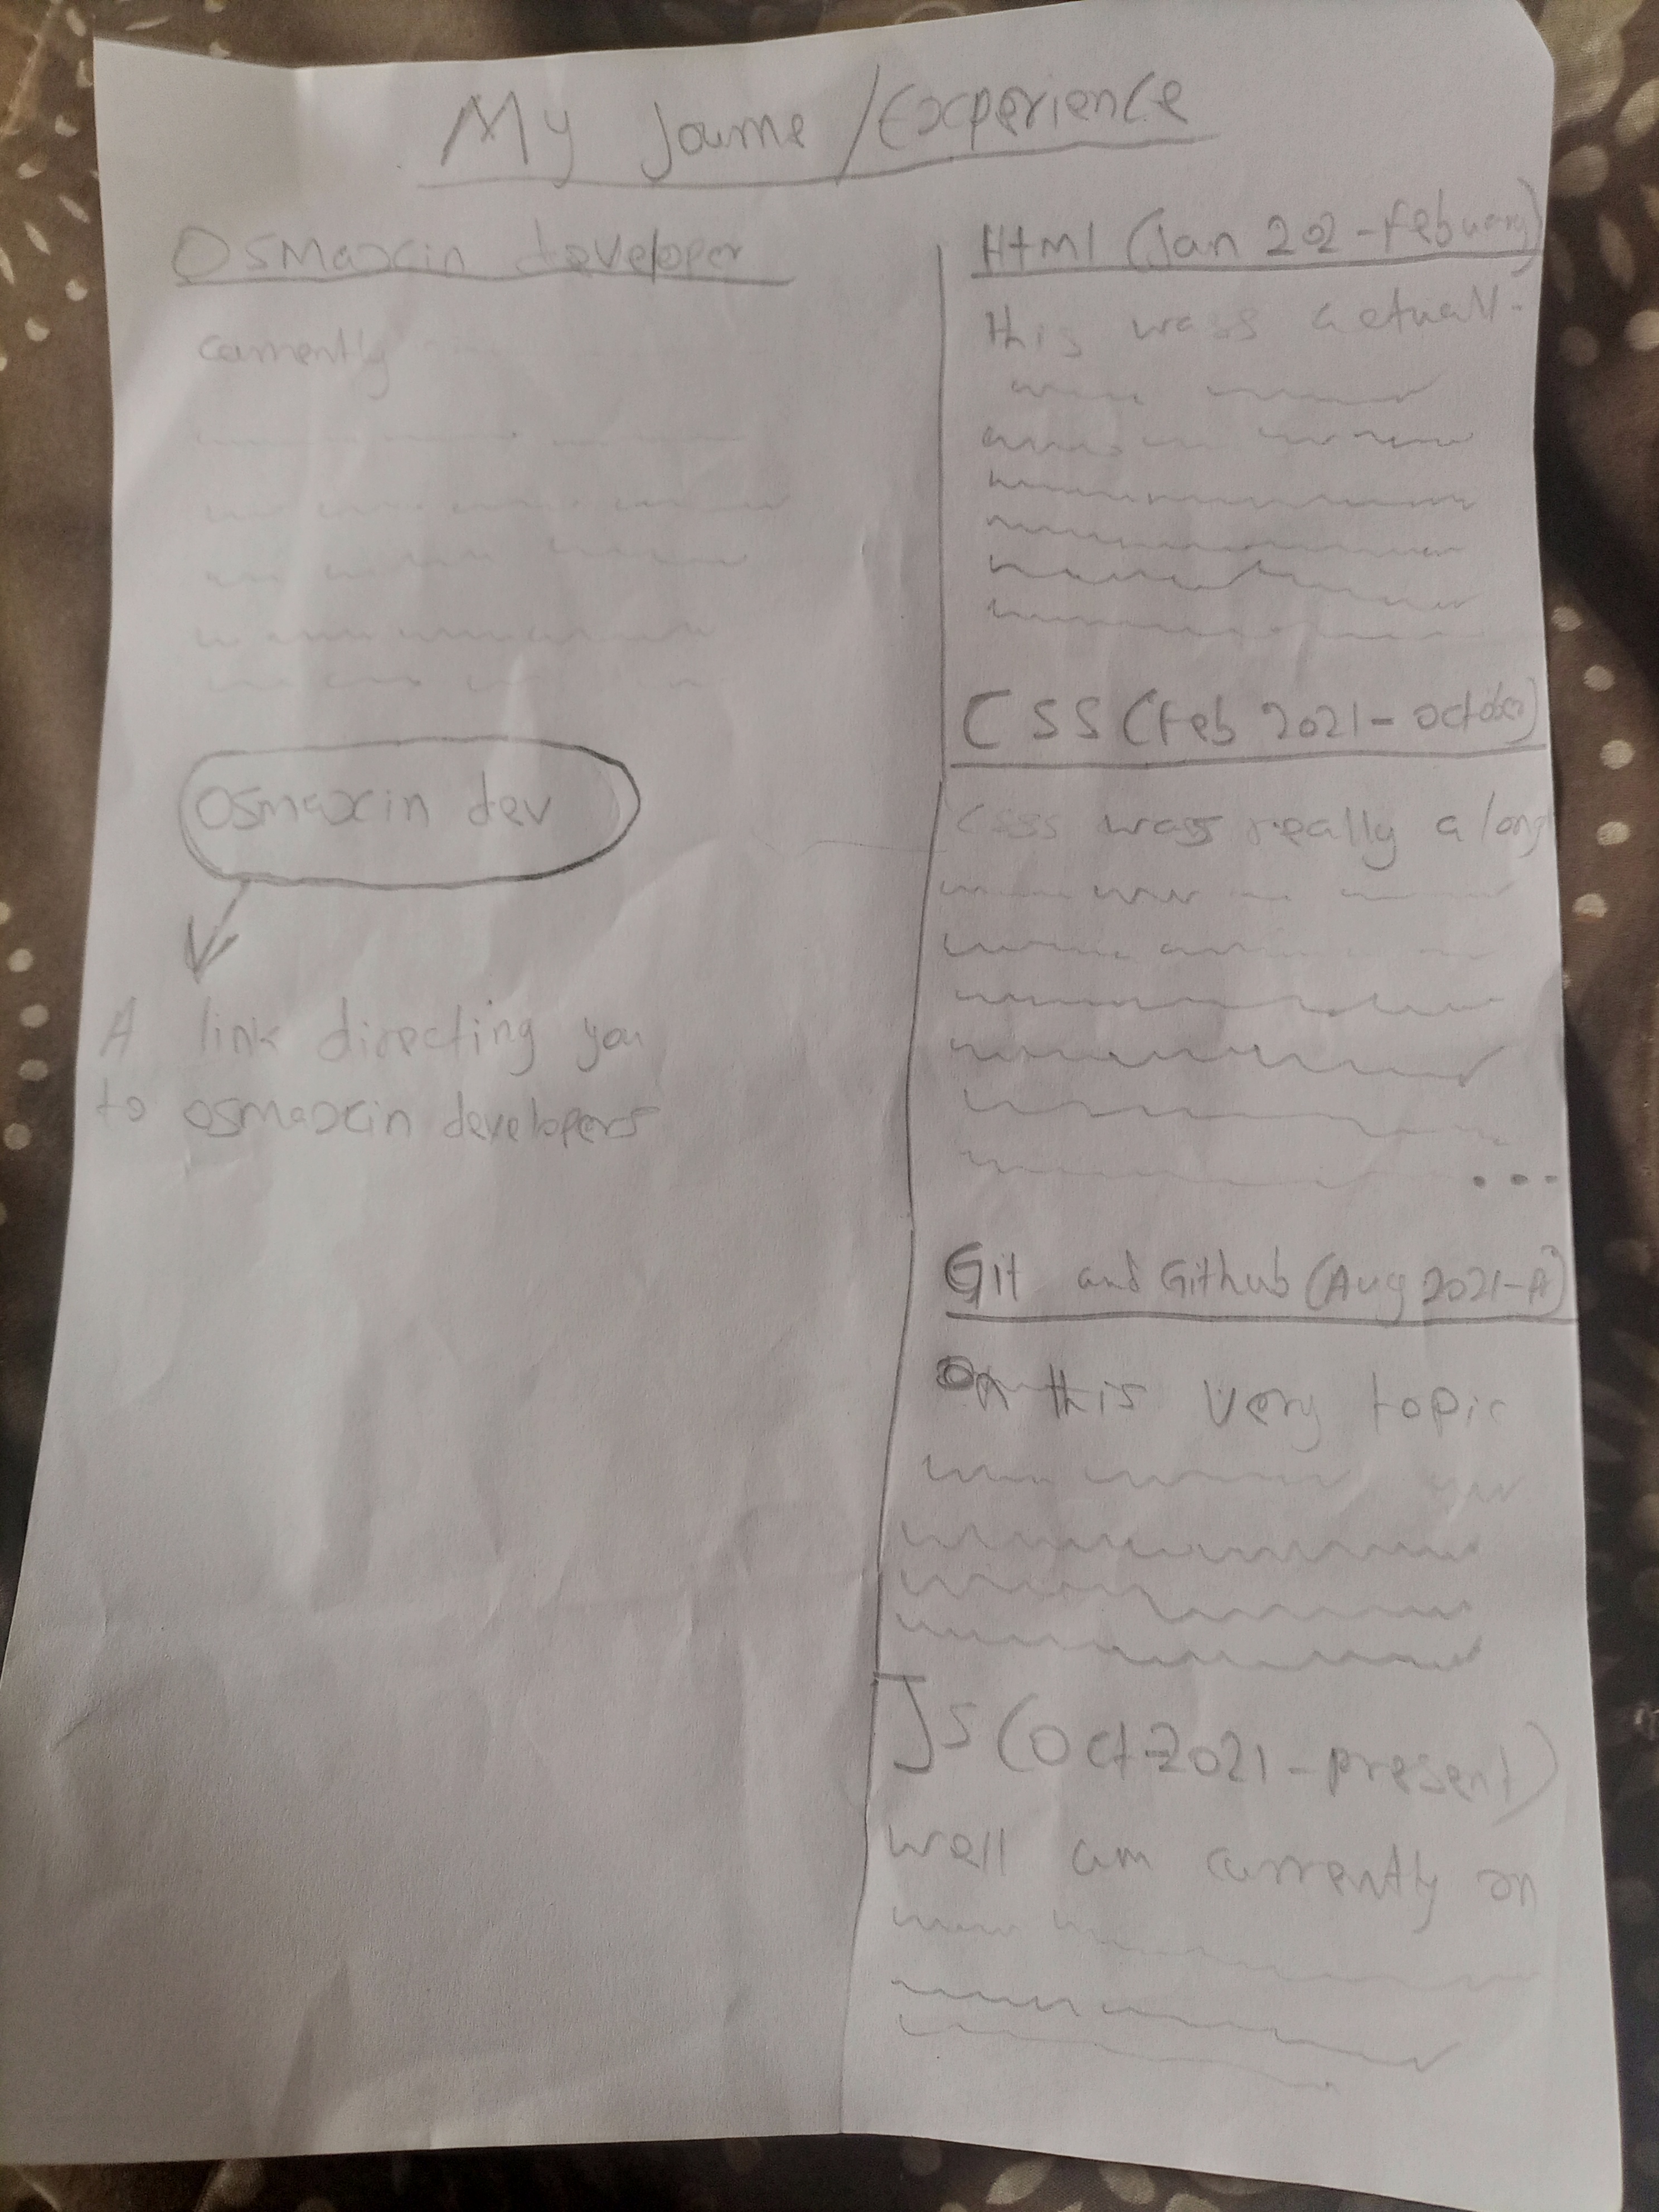 My Journe/Experience
Osmaxin developer
currently
Osmaxin dev
A link directing you
to osmaxin developers
Html (Jan 202-Febuary)
this wass actuall-
CSS (Feb 2021-october)
Csss wass really a long
...
Git and Github (Aug 2021-A)
On this very topic
JS (Oct-2021-present)
well am currently on